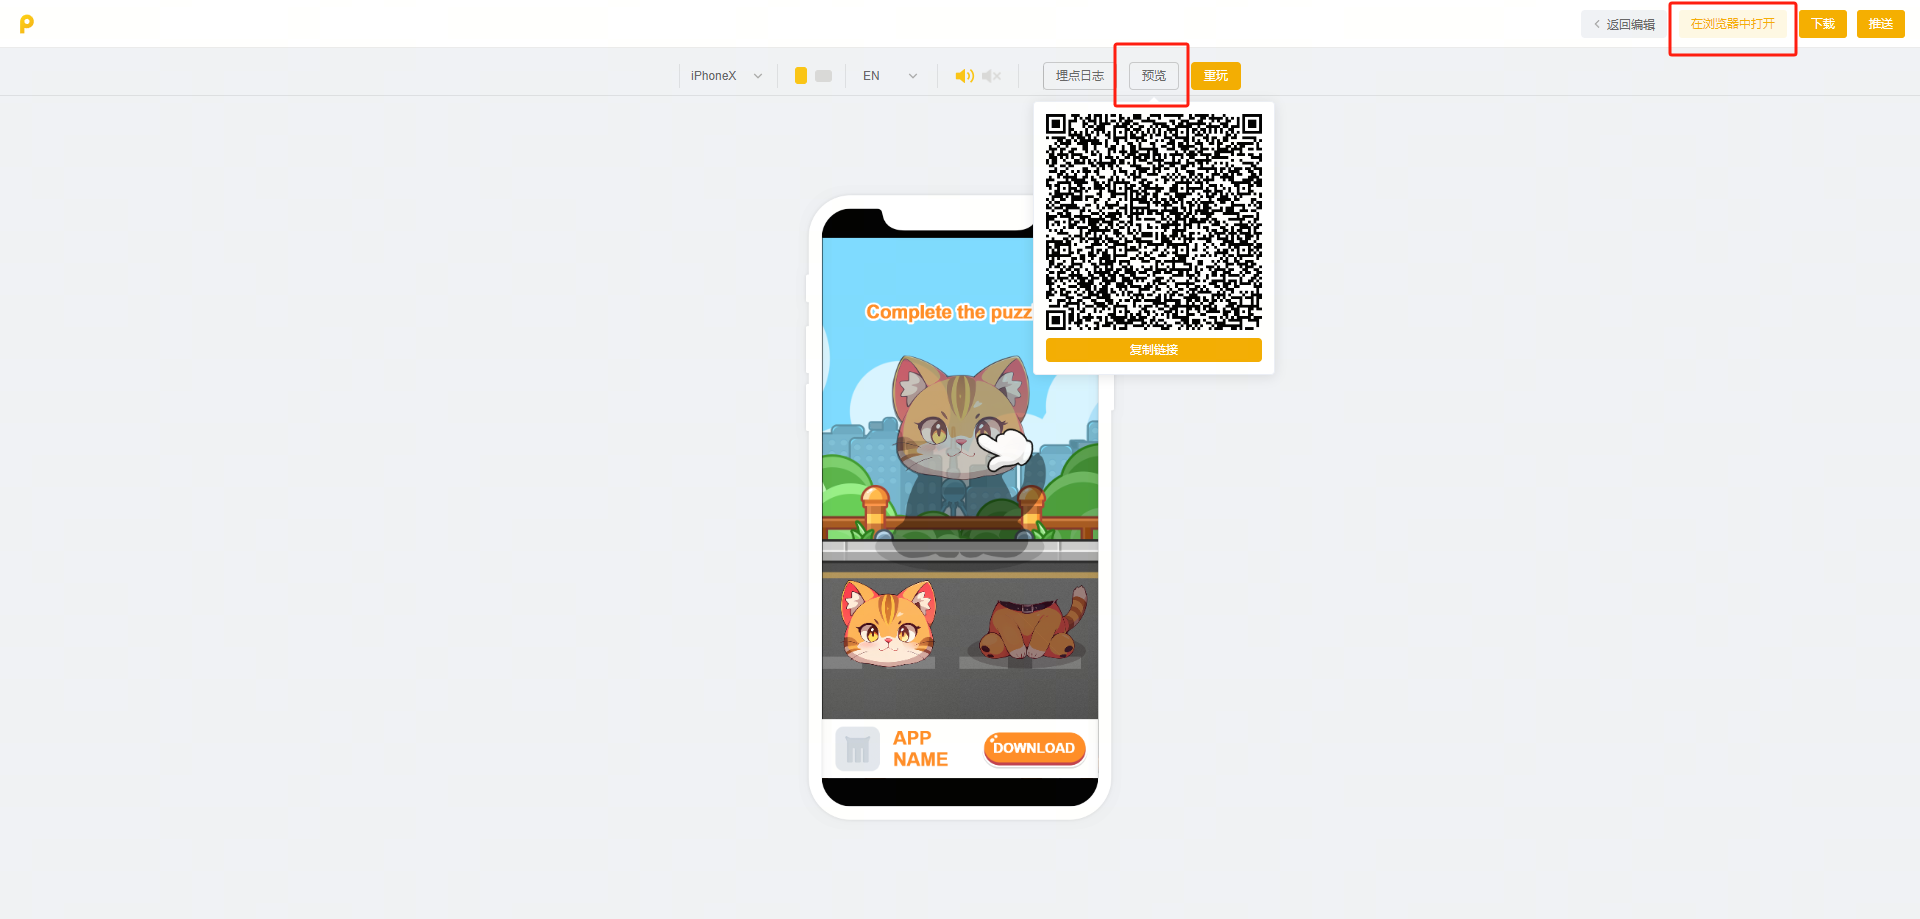 返回编辑
在浏览器中打开
下载
推送
iPhoneX
EN
埋点日志
预览
重玩
复制链接
Complete the puzz
APP
NAME
DOWNLOAD